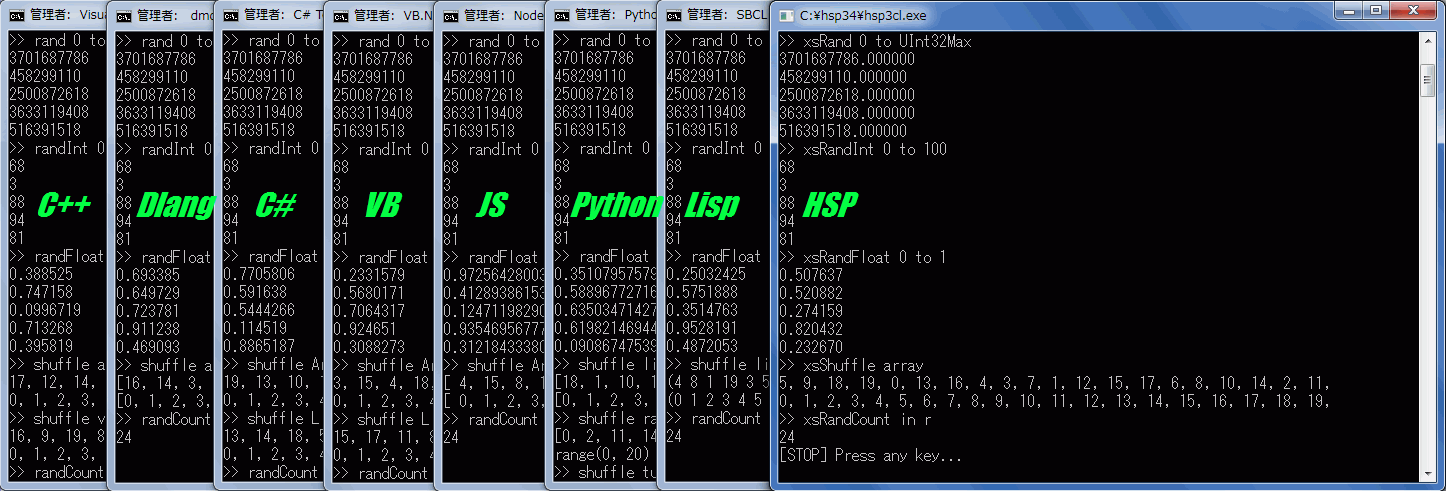 管理者: Visua
>> rand 0 to
3701687786
458299110
2500872618
3633119408
516391518
>> randInt 0
68
3
88
94
81
C++
>> randFloat
0.388525
0.747158
0.0996719
0.713268
0.395819
>> shuffle a
17, 12, 14,
0, 1, 2, 3,
>> shuffle v
16, 9, 19, 8
0, 1, 2, 3,
>> randCount
管理者: dmd
>> rand 0 to
3701687786
458299110
2500872618
3633119408
516391518
>> randInt 0
68
3
88
94
81
Dlang
>> randFloat
0.693385
0.649729
0.723781
0.911238
0.469093
>> shuffle a
[16, 14, 3,
[0, 1, 2, 3,
>> randCount
24
管理者: C# T
>> rand 0 to
3701687786
458299110
2500872618
3633119408
516391518
>> randInt 0
68
3
88
94
81
C#
>> randFloat
0.7705806
0.591638
0.5444266
0.114519
0.8865187
>> shuffle Ar
19, 13, 10,
0, 1, 2, 3, 4
>> shuffle L
13, 14, 18, 5
0, 1, 2, 3, 4
>> randCount
管理者: VB.N
>> rand 0 to
3701687786
458299110
2500872618
3633119408
516391518
>> randInt 0
68
3
88
94
81
VB
>> randFloat
0.2331579
0.5680171
0.7064317
0.924651
0.3088273
>> shuffle Ar
3, 15, 4, 18,
0, 1, 2, 3, 4
>> shuffle L
15, 17, 11, 8
0, 1, 2, 3, 4
>> randCount
管理者: Node
>> rand 0 to
3701687786
458299110
2500872618
3633119408
516391518
>> randInt 0
68
3
88
94
81
JS
>> randFloat
0.97256428003
0.41289386153
0.12471198290
0.93546956777
0.31218433380
>> shuffle Ar
[ 4, 15, 8, 1
[ 0, 1, 2, 3,
>> randCount
24
管理者: Pytho
>> rand 0 to
3701687786
458299110
2500872618
3633119408
516391518
>> randInt 0
68
3
88
94
81
Python
>> randFloat
0.35107957579
0.58896772716
0.63503471427
0.61982146944
0.09086747539
>> shuffle li
[18, 1, 10, 1
[0, 1, 2, 3,
>> shuffle ra
[0, 2, 11, 14
range(0, 20)
>> shuffle tu
管理者: SBCL
>> rand 0 to
3701687786
458299110
2500872618
3633119408
516391518
>> randInt 0
68
3
88
94
81
Lisp
>> randFloat
0.25032425
0.5751888
0.3514763
0.9528191
0.4872053
>> shuffle li
(4 8 1 19 3 5
(0 1 2 3 4 5
>> randCount
24
C:\hsp34\hsp3cl.exe
>> xsRand 0 to UInt32Max
3701687786.000000
458299110.000000
2500872618.000000
3633119408.000000
516391518.000000
>> xsRandInt 0 to 100
68
3
88
94
81
HSP
>> xsRandFloat 0 to 1
0.507637
0.520882
0.274159
0.820432
0.232670
>> xsShuffle array
5, 9, 18, 19, 0, 13, 16, 4, 3, 7, 1, 12, 15, 17, 6, 8, 10, 14, 2, 11,
0, 1, 2, 3, 4, 5, 6, 7, 8, 9, 10, 11, 12, 13, 14, 15, 16, 17, 18, 19,
>> xsRandCount in r
24
[STOP] Press any key...